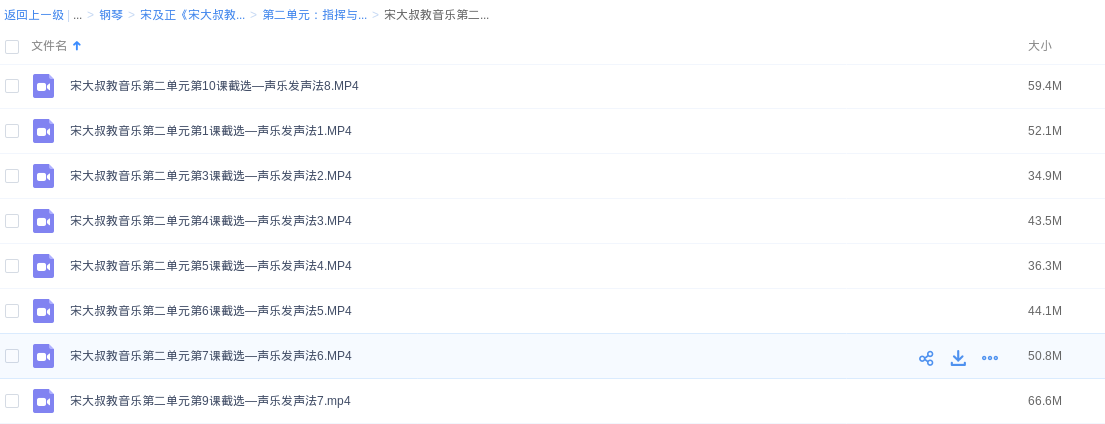 返回上一级 | ... > 钢琴 > 宋及正《宋大叔教... > 第二单元：指挥与... > 宋大叔教音乐第二...
文件名 大小
宋大叔教音乐第二单元第10课截选—声乐发声法8.MP4 59.4M
宋大叔教音乐第二单元第1课截选—声乐发声法1.MP4 52.1M
宋大叔教音乐第二单元第3课截选—声乐发声法2.MP4 34.9M
宋大叔教音乐第二单元第4课截选—声乐发声法3.MP4 43.5M
宋大叔教音乐第二单元第5课截选—声乐发声法4.MP4 36.3M
宋大叔教音乐第二单元第6课截选—声乐发声法5.MP4 44.1M
宋大叔教音乐第二单元第7课截选—声乐发声法6.MP4 50.8M
宋大叔教音乐第二单元第9课截选—声乐发声法7.mp4 66.6M